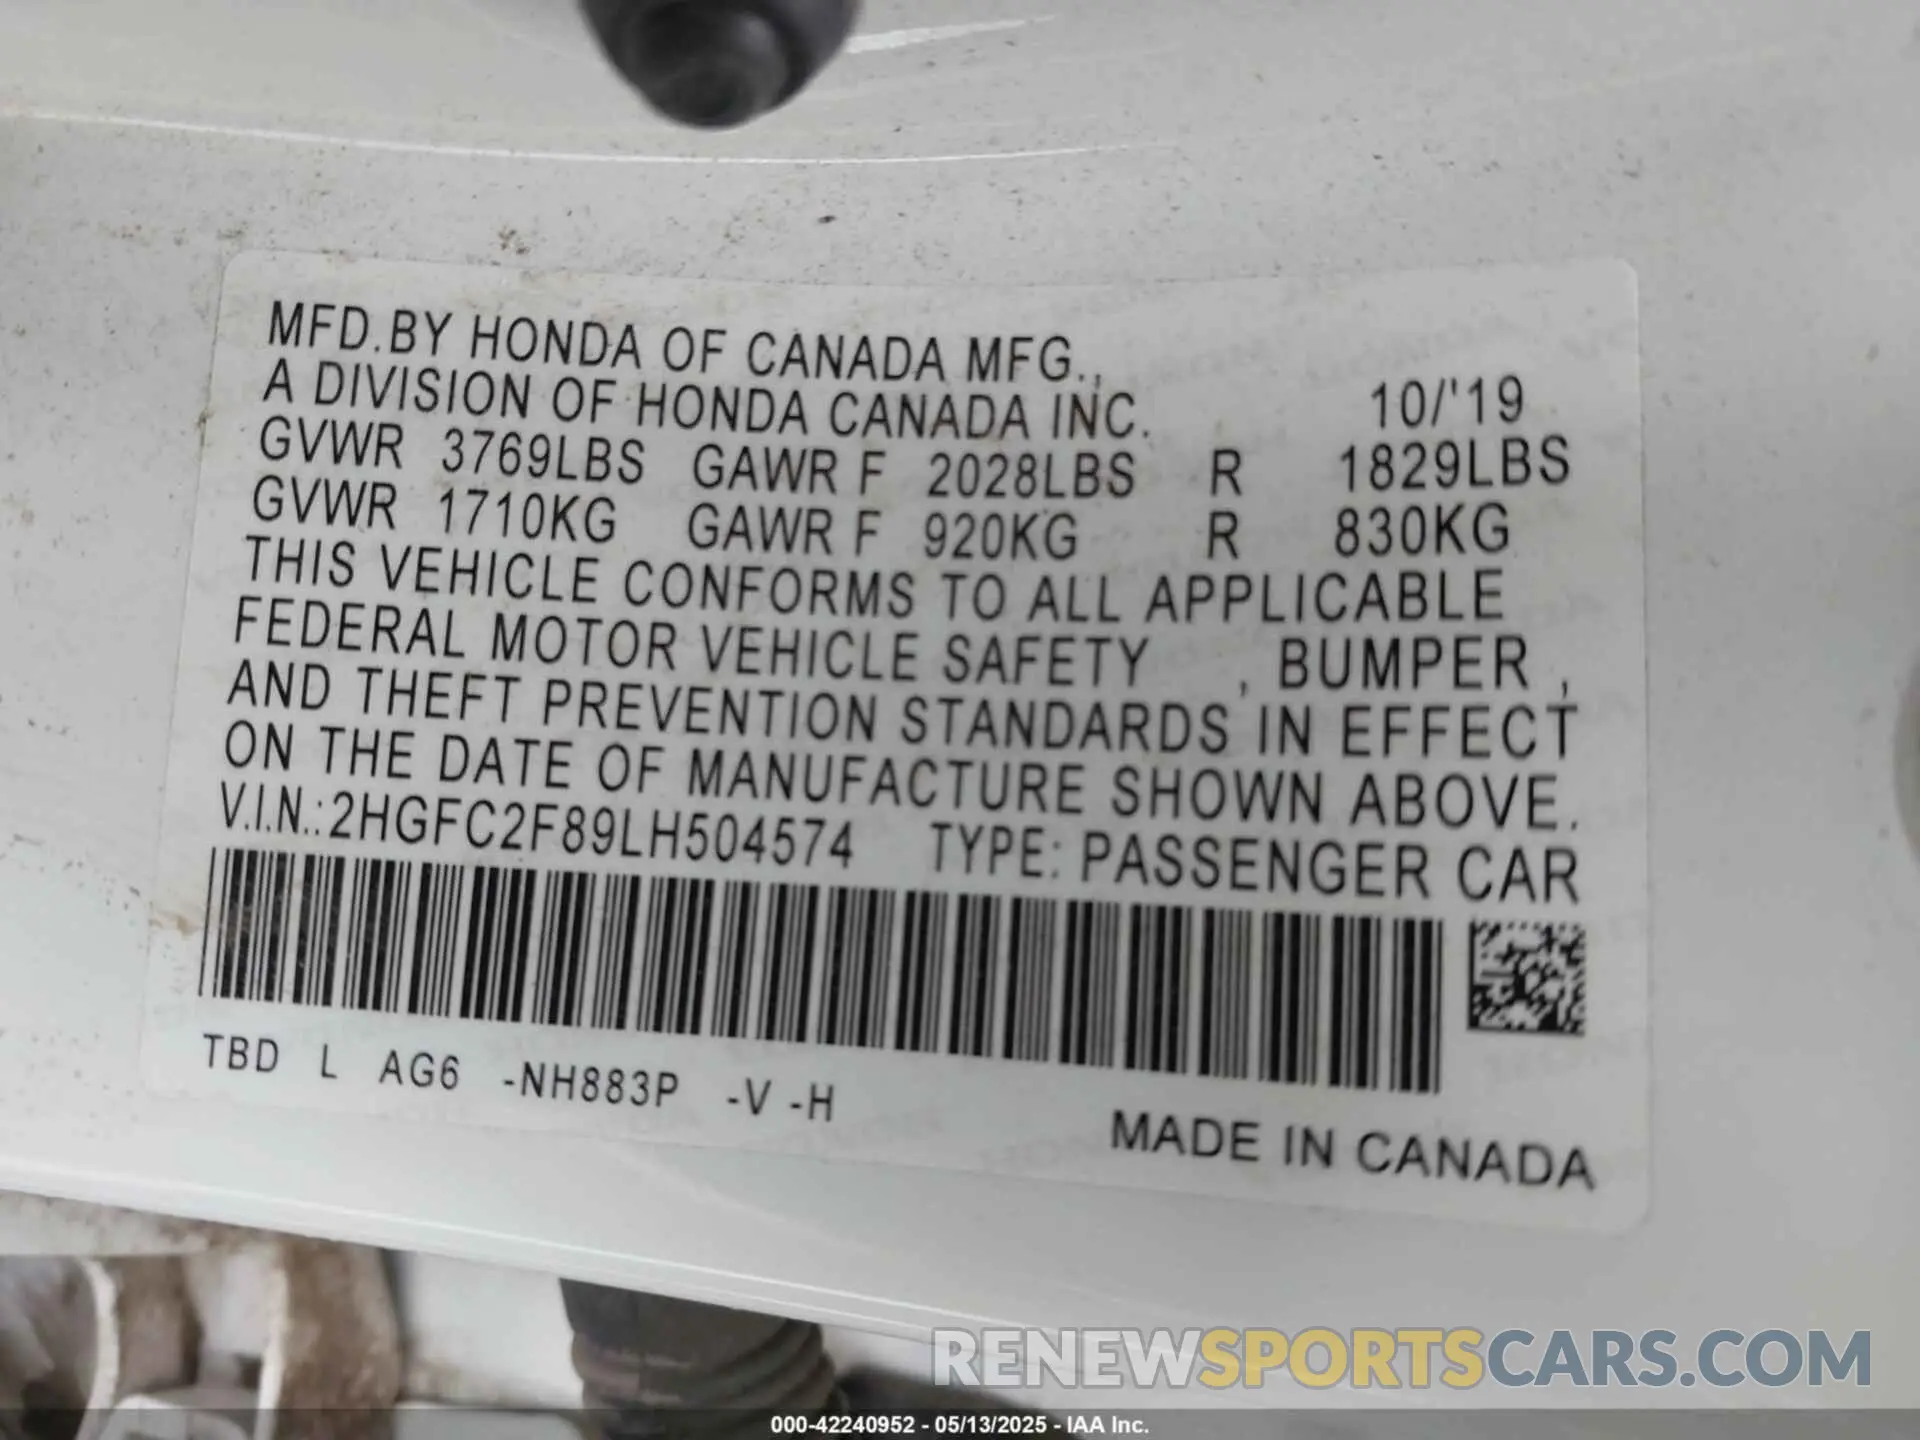 MFD.BY HONDA OF CANADA MFG.,
A DIVISION OF HONDA CANADA INC. 10/'19
GVWR 3769LBS GAWR F 2028LBS R 1829LBS
GVWR 1710KG GAWR F 920KG R 830KG
THIS VEHICLE CONFORMS TO ALL APPLICABLE
FEDERAL MOTOR VEHICLE SAFETY , BUMPER ,
AND THEFT PREVENTION STANDARDS IN EFFECT
ON THE DATE OF MANUFACTURE SHOWN ABOVE.
V.I.N.:2HGFC2F89LH504574 TYPE: PASSENGER CAR
TBD L AG6 -NH883P -V -H
MADE IN CANADA
RENEWSPORTSCARS.COM
000-42240952 - 05/13/2025 - IAA Inc.